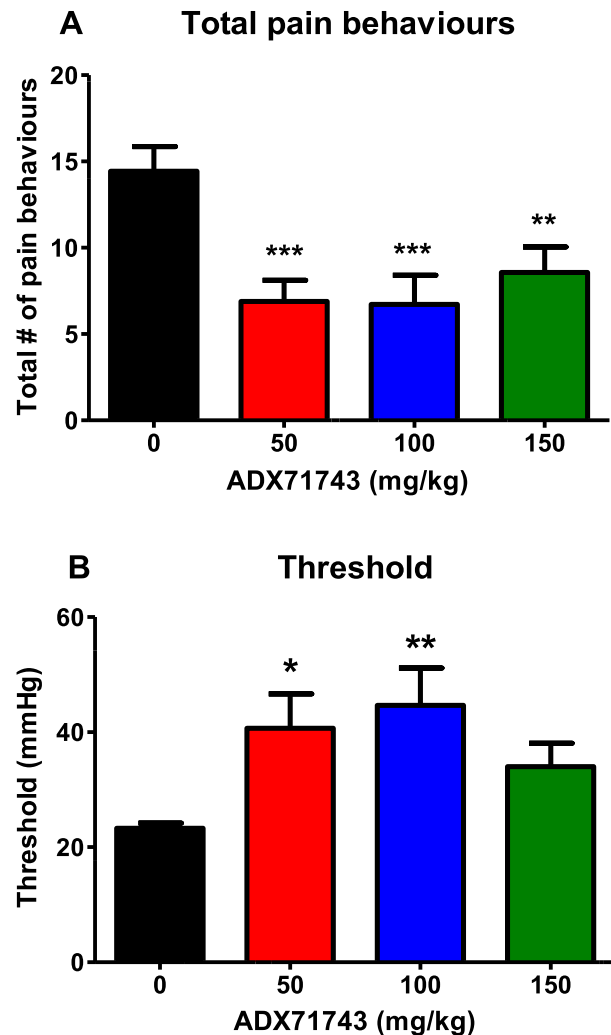 A Total pain behaviours
Total # of pain behaviours
20
15
10
5
0
***
***
**
0 50 100 150
ADX71743 (mg/kg)
B Threshold
Threshold (mmHg)
60
40
20
0
*
**
0 50 100 150
ADX71743 (mg/kg)